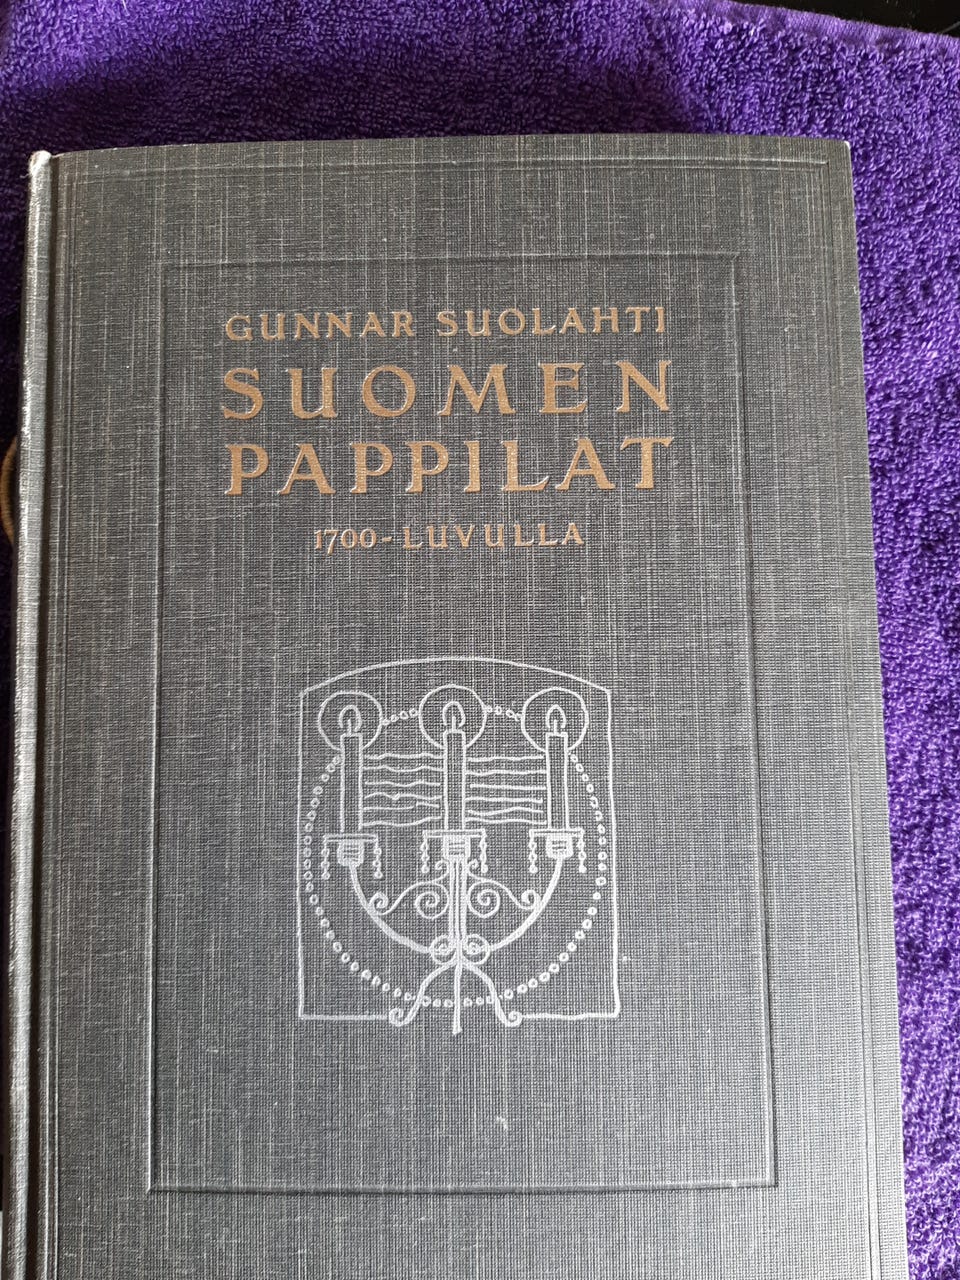 GUNNAR SUOLAHTI
SUOMEN
PAPPILAT
1700-LUVULLA